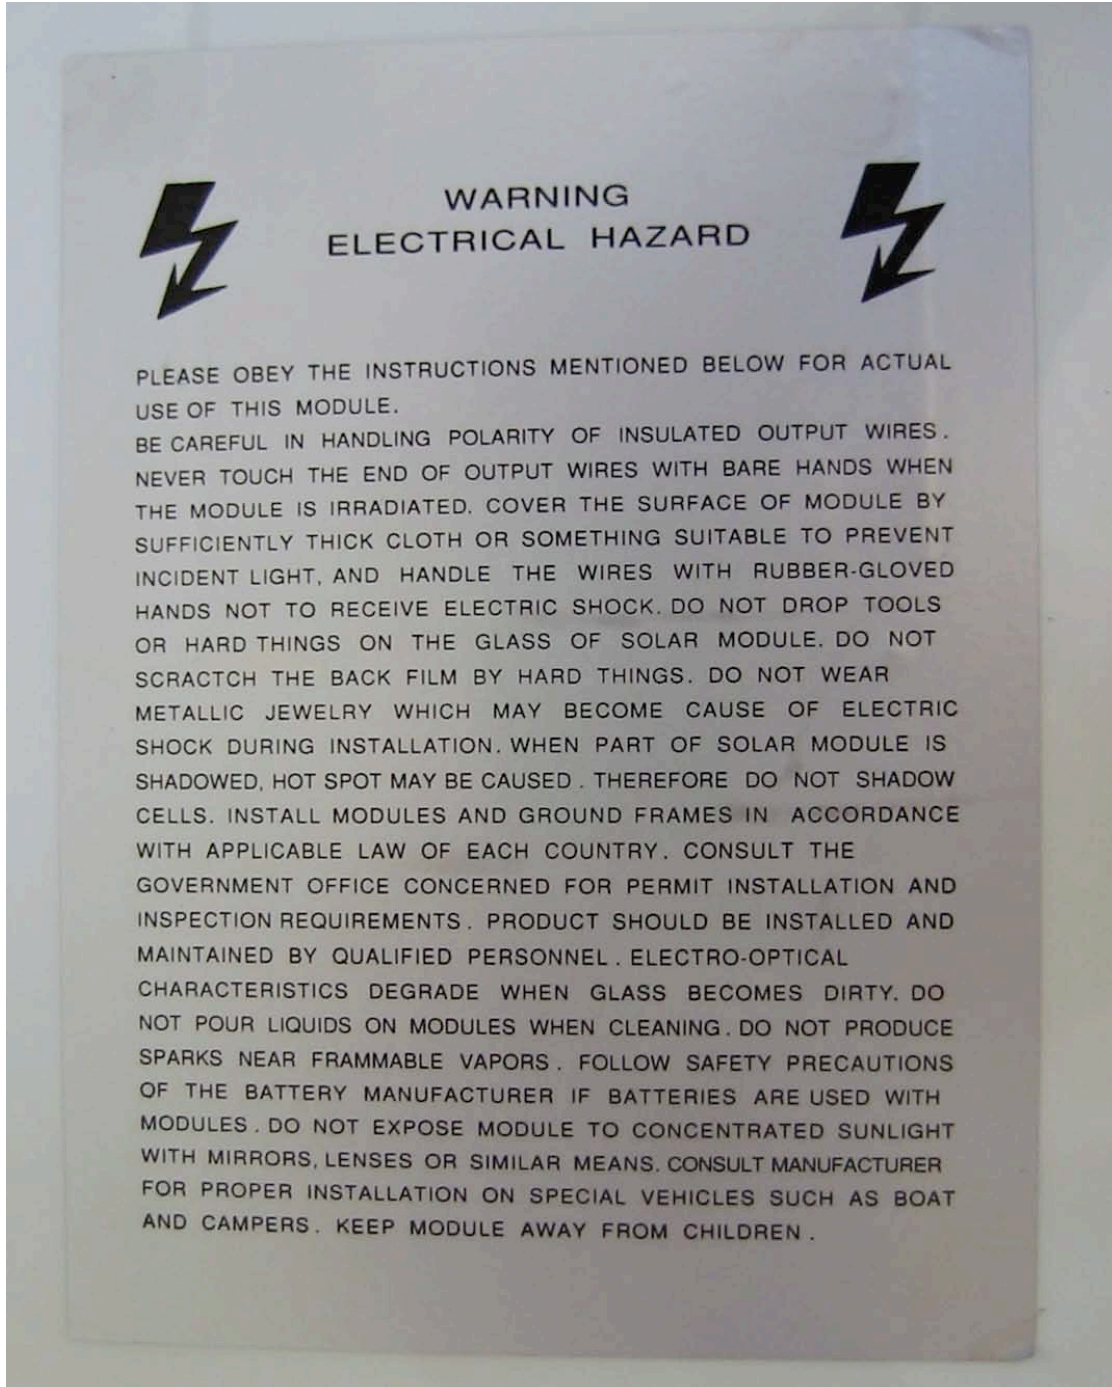 WARNING
ELECTRICAL HAZARD
PLEASE OBEY THE INSTRUCTIONS MENTIONED BELOW FOR ACTUAL
USE OF THIS MODULE.
BE CAREFUL IN HANDLING POLARITY OF INSULATED OUTPUT WIRES.
NEVER TOUCH THE END OF OUTPUT WIRES WITH BARE HANDS WHEN
THE MODULE IS IRRADIATED. COVER THE SURFACE OF MODULE BY
SUFFICIENTLY THICK CLOTH OR SOMETHING SUITABLE TO PREVENT
INCIDENT LIGHT, AND HANDLE THE WIRES WITH RUBBER-GLOVED
HANDS NOT TO RECEIVE ELECTRIC SHOCK. DO NOT DROP TOOLS
OR HARD THINGS ON THE GLASS OF SOLAR MODULE. DO NOT
SCRACTCH THE BACK FILM BY HARD THINGS. DO NOT WEAR
METALLIC JEWELRY WHICH MAY BECOME CAUSE OF ELECTRIC
SHOCK DURING INSTALLATION. WHEN PART OF SOLAR MODULE IS
SHADOWED, HOT SPOT MAY BE CAUSED. THEREFORE DO NOT SHADOW
CELLS. INSTALL MODULES AND GROUND FRAMES IN ACCORDANCE
WITH APPLICABLE LAW OF EACH COUNTRY. CONSULT THE
GOVERNMENT OFFICE CONCERNED FOR PERMIT INSTALLATION AND
INSPECTION REQUIREMENTS. PRODUCT SHOULD BE INSTALLED AND
MAINTAINED BY QUALIFIED PERSONNEL. ELECTRO-OPTICAL
CHARACTERISTICS DEGRADE WHEN GLASS BECOMES DIRTY. DO
NOT POUR LIQUIDS ON MODULES WHEN CLEANING. DO NOT PRODUCE
SPARKS NEAR FRAMMABLE VAPORS. FOLLOW SAFETY PRECAUTIONS
OF THE BATTERY MANUFACTURER IF BATTERIES ARE USED WITH
MODULES. DO NOT EXPOSE MODULE TO CONCENTRATED SUNLIGHT
WITH MIRRORS, LENSES OR SIMILAR MEANS. CONSULT MANUFACTURER
FOR PROPER INSTALLATION ON SPECIAL VEHICLES SUCH AS BOAT
AND CAMPERS. KEEP MODULE AWAY FROM CHILDREN.